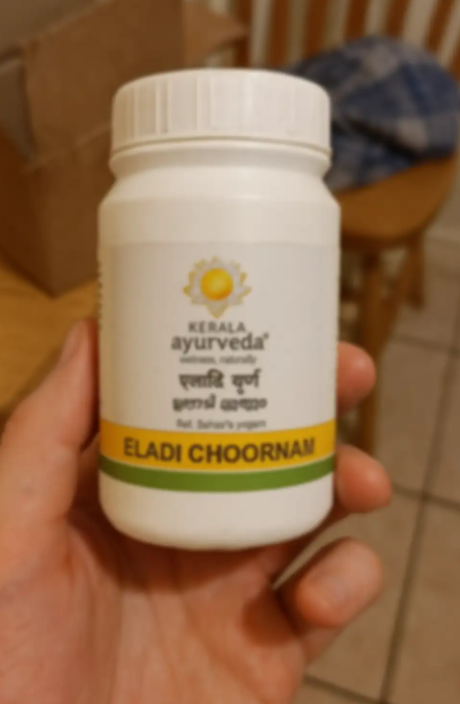 KERALA
ayurveda®
wellness, naturally
एलादि चूर्ण
ELADI CHOORNAM